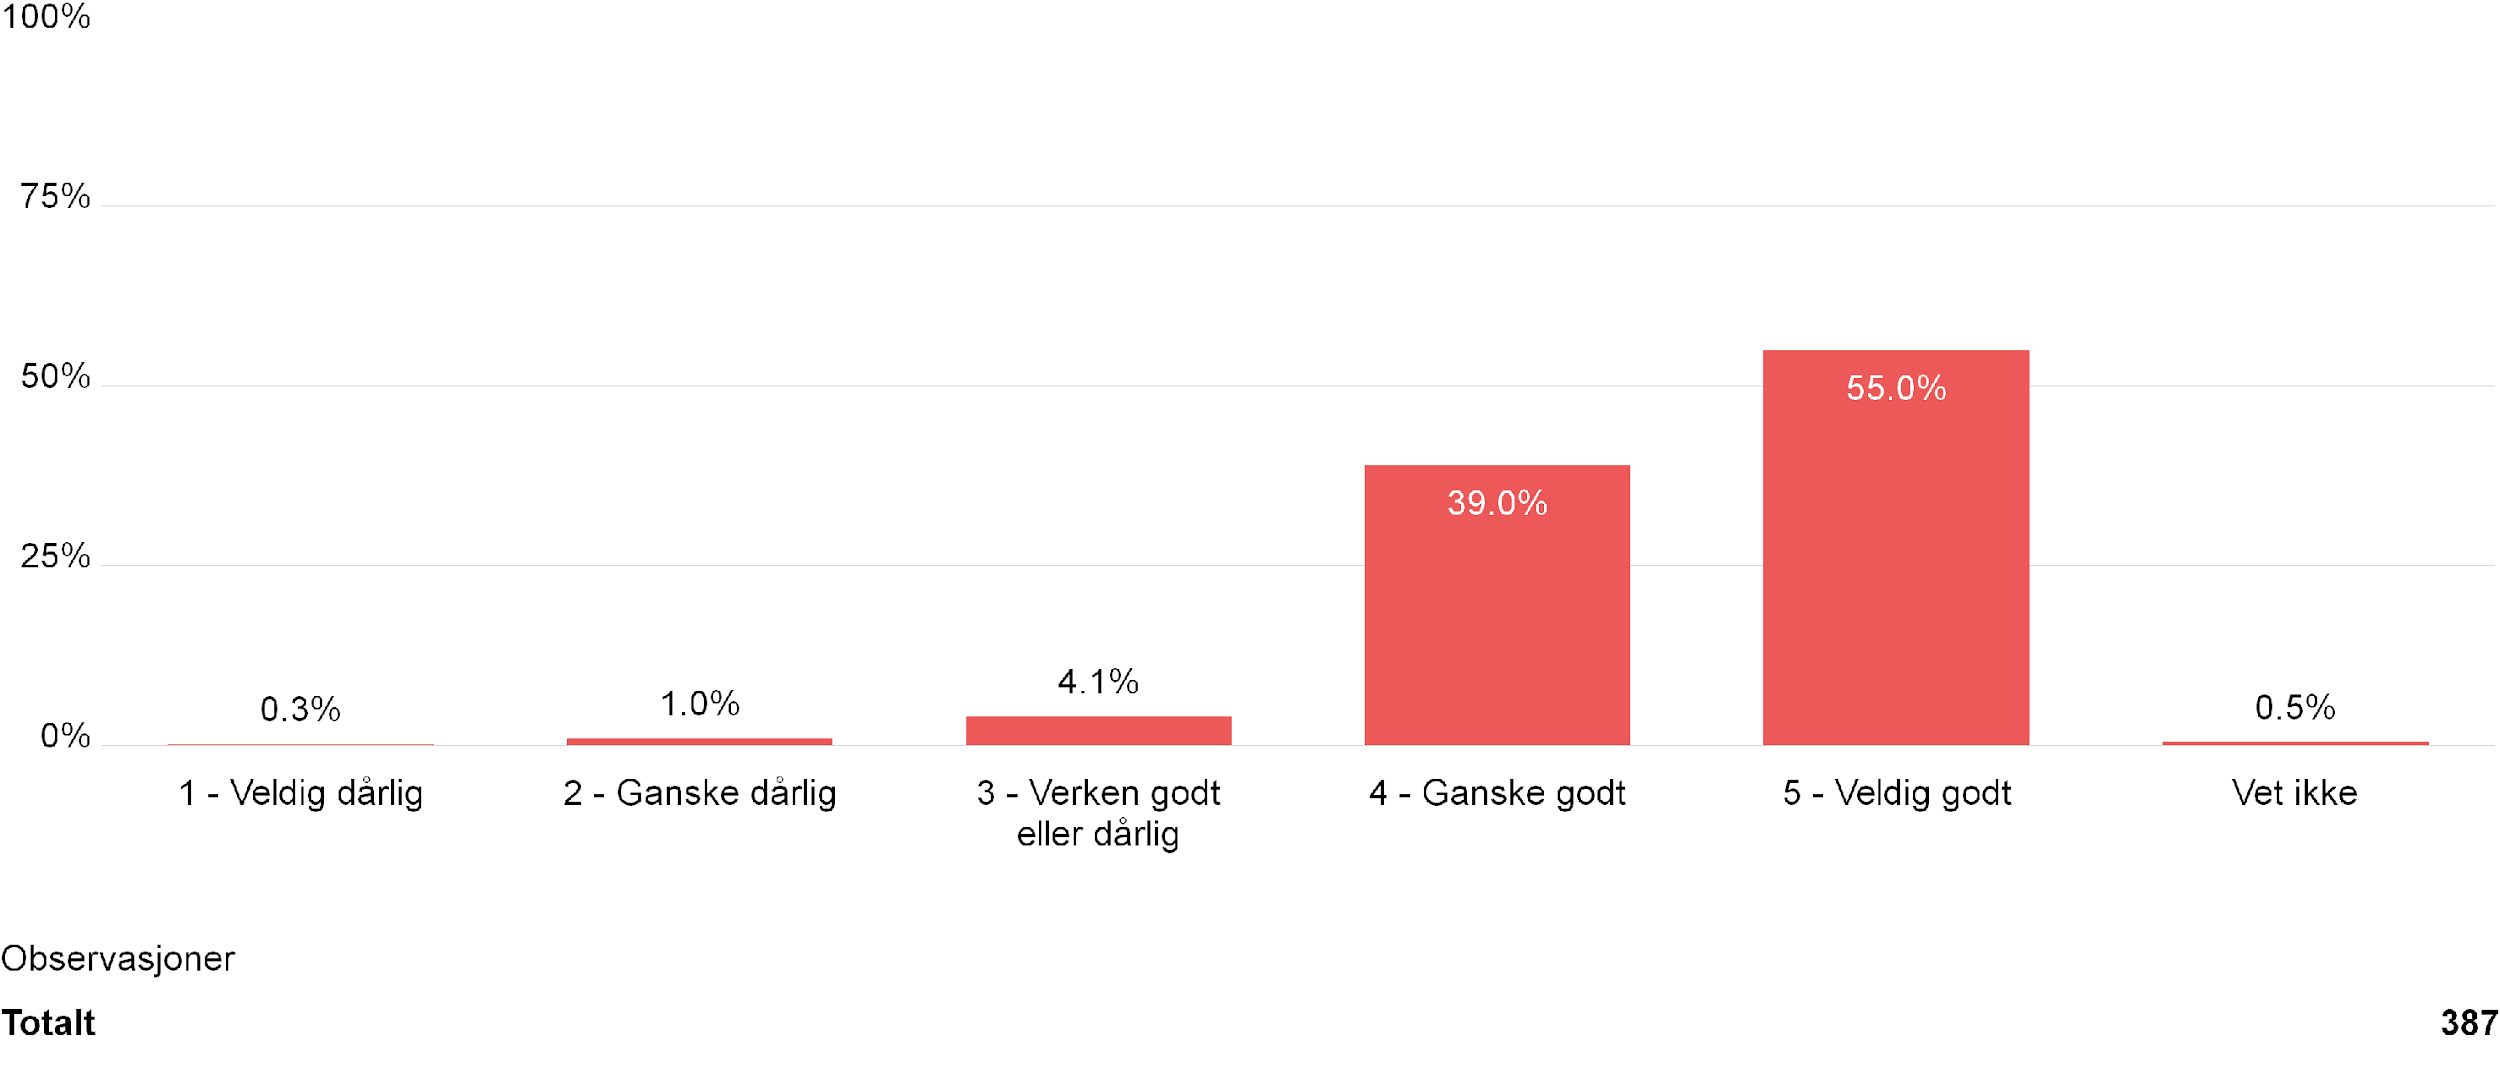 100%
75%
50%
25%
0%
0.3%
1.0%
4.1%
39.0%
55.0%
0.5%
1 - Veldig dårlig
2 - Ganske dårlig
3 - Verken godt
eller dårlig
4 - Ganske godt
5 - Veldig godt
Vet ikke
Observasjoner
Totalt 387